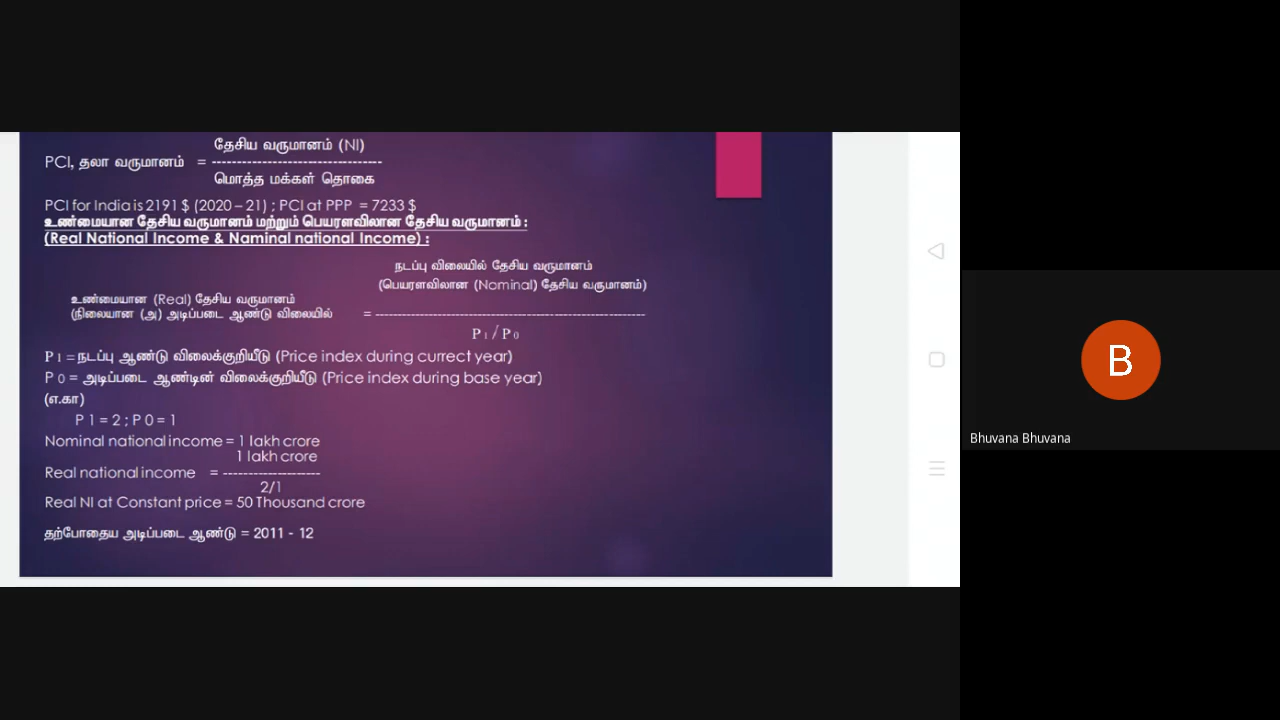 தேசிய வருமானம் (NI)
PCI, தலா வருமானம் = ---------------------------------
மொத்த மக்கள் தொகை
PCI for India is 2191 $ (2020 – 21) ; PCI at PPP = 7233 $
உண்மையான தேசிய வருமானம் மற்றும் பெயரளவிலான தேசிய வருமானம் :
(Real National Income & Naminal national Income) :
நடப்பு விலையில் தேசிய வருமானம்
(பெயரளவிலான (Nominal) தேசிய வருமானம்)
உண்மையான (Real) தேசிய வருமானம்
(நிலையான (அ) அடிப்படை ஆண்டு விலையில் = ------------------------------------------------------------
P 1 / P 0
P 1 = நடப்பு ஆண்டு விலைக்குறியீடு (Price index during currect year)
P 0 = அடிப்படை ஆண்டின் விலைக்குறியீடு (Price index during base year)
(எ.கா)
P 1 = 2 ; P 0 = 1
Nominal national income = 1 lakh crore
1 lakh crore
Real national income = --------------------
2/1
Real NI at Constant price = 50 Thousand crore
தற்போதைய அடிப்படை ஆண்டு = 2011 - 12
B
Bhuvana Bhuvana